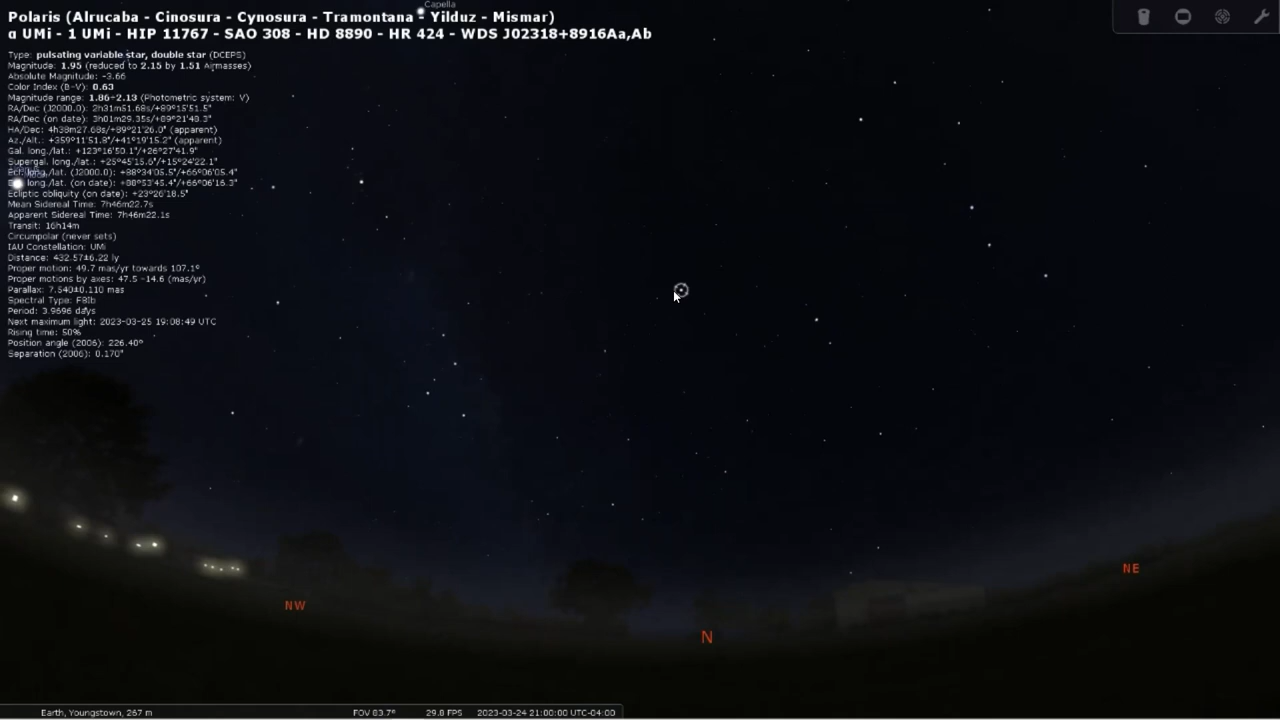 Capella
Polaris (Alrucaba - Cinosura - Cynosura - Tramontana - Yilduz - Mismar)
α UMi - 1 UMi - HIP 11767 - SAO 308 - HD 8890 - HR 424 - WDS J02318+8916Aa,Ab
Type: pulsating variable star, double star (DCEPS)
Magnitude: 1.95 (reduced to 2.15 by 1.51 Airmasses)
Absolute Magnitude: -3.66
Color Index (B-V): 0.63
Magnitude range: 1.86÷2.13 (Photometric system: V)
RA/Dec (J2000.0): 2h31m51.68s/+89°15'51.5"
RA/Dec (on date): 3h01m29.35s/+89°21'48.3"
HA/Dec: 4h38m27.68s/+89°21'26.0" (apparent)
Az./Alt.: +359°11'51.8"/+41°19'15.2" (apparent)
Gal. long./lat.: +123°16'50.1"/+26°27'41.9"
Supergal. long./lat.: +25°45'15.6"/+15°24'22.1"
Ecl. long./lat. (J2000.0): +88°34'05.5"/+66°06'05.4"
long./lat. (on date): +88°53'45.4"/+66°06'16.3"
Ecliptic obliquity (on date): +23°26'18.5"
Mean Sidereal Time: 7h46m22.7s
Apparent Sidereal Time: 7h46m22.1s
Transit: 16h14m
Circumpolar (never sets)
IAU Constellation: UMi
Distance: 432.57±6.22 ly
Proper motion: 49.7 mas/yr towards 107.1°
Proper motions by axes: 47.5 -14.6 (mas/yr)
Parallax: 7.540±0.110 mas
Spectral Type: F8Ib
Period: 3.9696 days
Next maximum light: 2023-03-25 19:08:49 UTC
Rising time: 50%
Position angle (2006): 226.40°
Separation (2006): 0.170"
NE
NW
N
Earth, Youngstown, 267 m
FOV 83.7°
29.8 FPS
2023-03-24 21:00:00 UTC-04:00